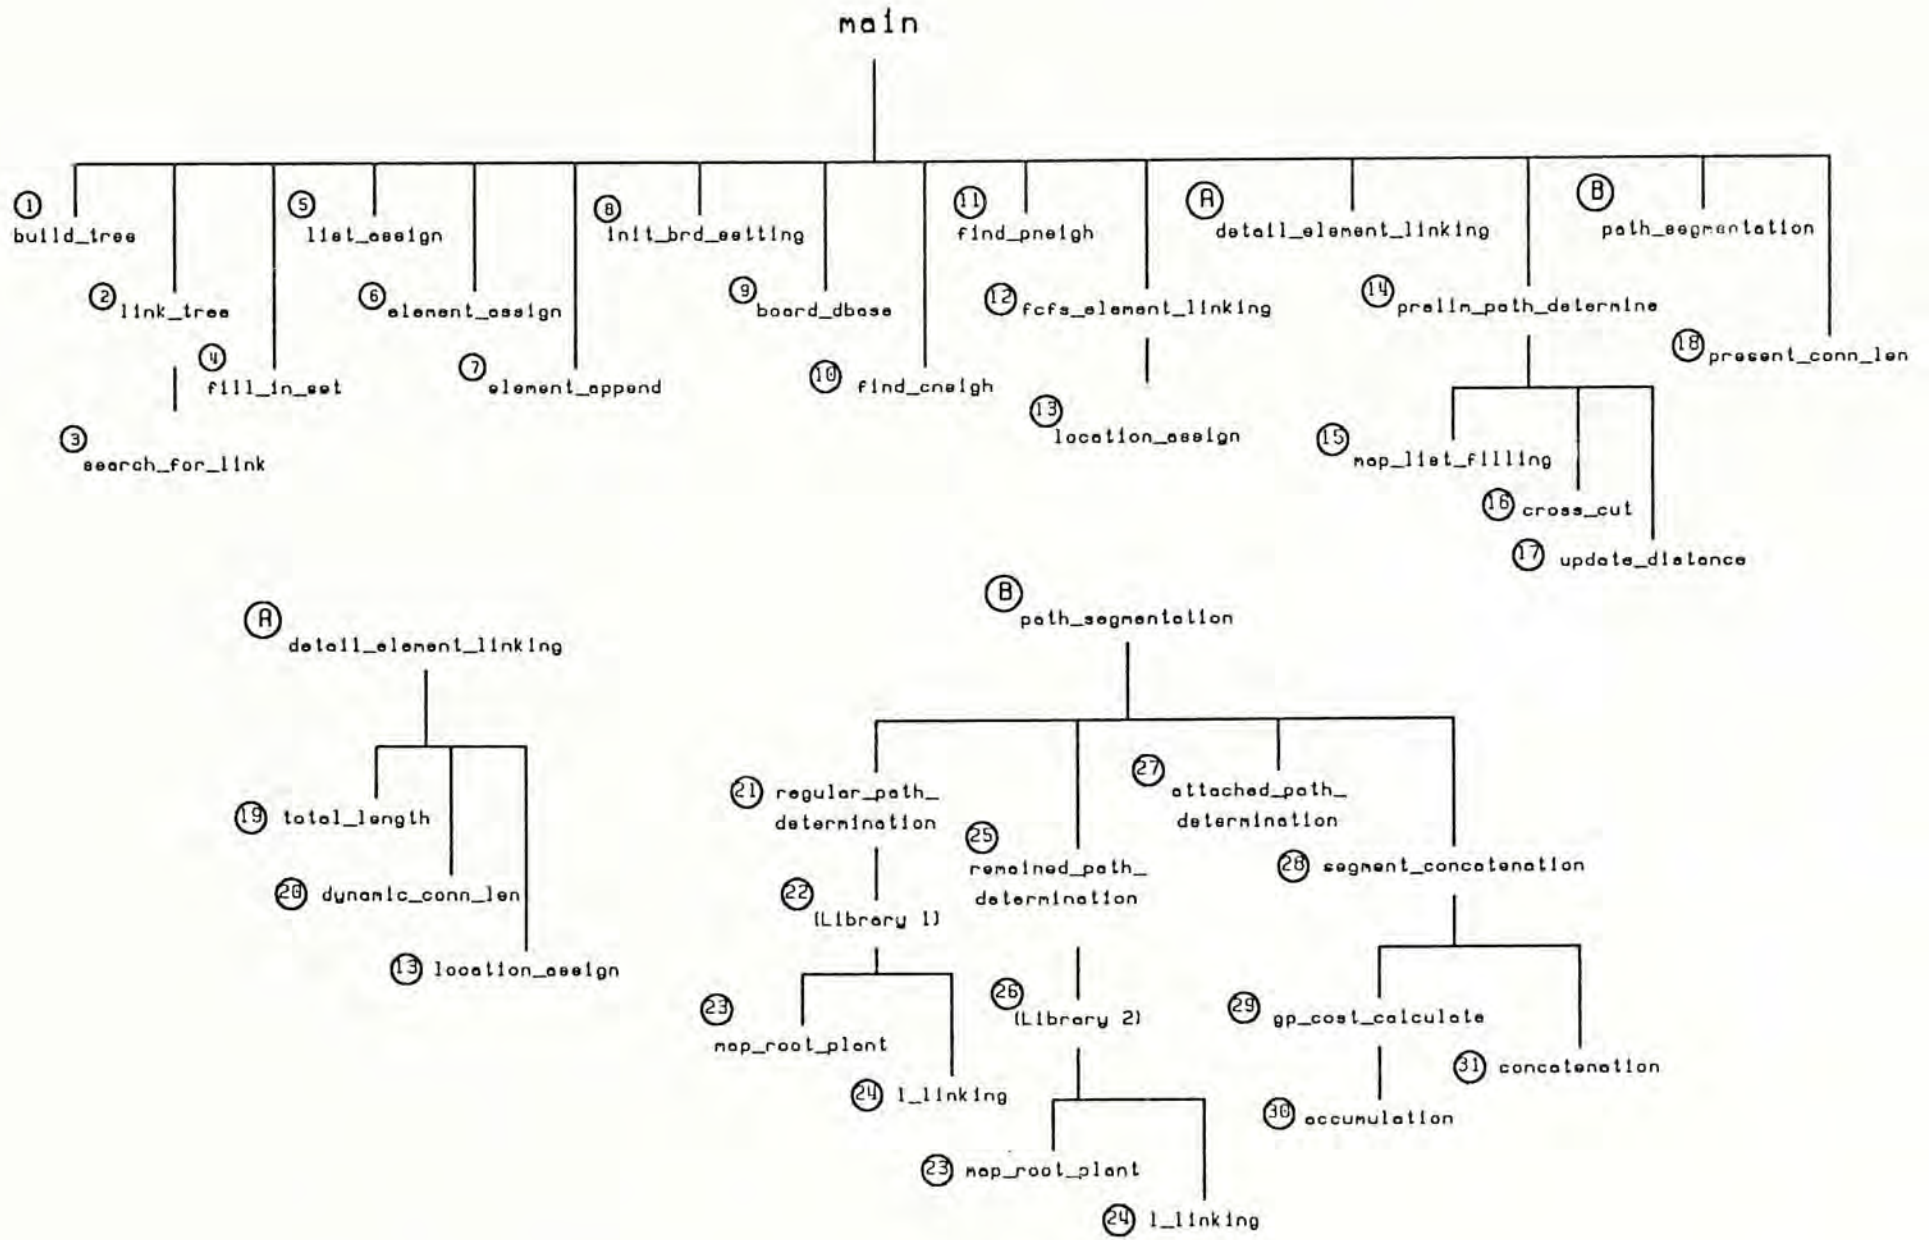 main
1
build_tree
2
link_tree
3
search_for_link
4
fill_in_set
5
list_assign
6
element_assign
7
element_append
8
init_brd_setting
9
board_dbase
10
find_cneigh
11
find_pneigh
12
fcfs_element_linking
13
location_assign
A
detail_element_linking
14
prelim_path_determine
15
map_list_filling
16
cross_cut
17
update_distance
B
path_segmentation
18
present_conn_len
A
detail_element_linking
19 total_length
20 dynamic_conn_len
13 location_assign
B
path_segmentation
21 regular_path_
determination
22
(Library 1)
23
map_root_plant
24 l_linking
25
remained_path_
determination
26
(Library 2)
23 map_root_plant
24 l_linking
27
attached_path_
determination
28 segment_concatenation
29 gp_cost_calculate
30 accumulation
31 concatenation